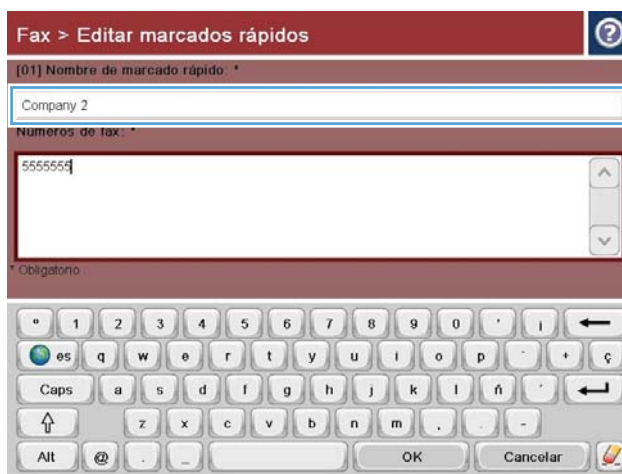 Fax > Editar marcados rápidos
?
[01] Nombre de marcado rápido: *
Company 2
Números de fax: *
5555555
* Obligatorio
º 1 2 3 4 5 6 7 8 9 0 ' ¡
es q w e r t y u i o p ` + ç
Caps a s d f g h j k l ñ ´
z x c v b n m , . -
Alt @ . _ OK Cancelar